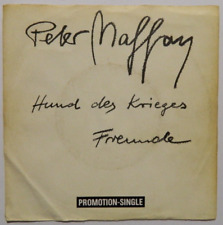 Peter Maffay
Hund des Krieges
Freunde
PROMOTION-SINGLE